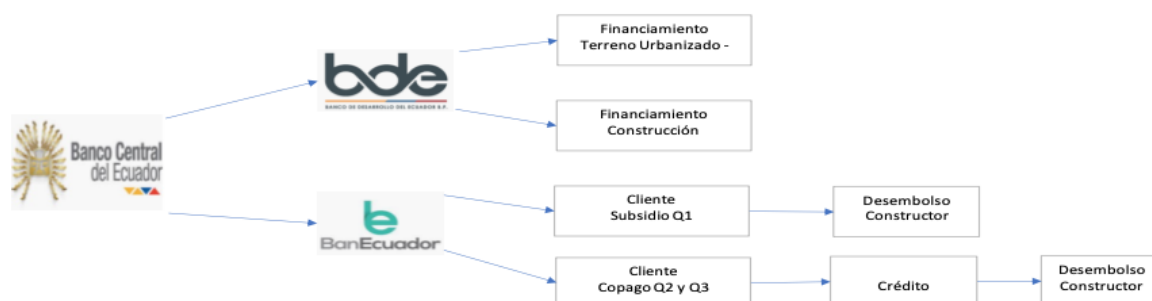 Banco Central
del Ecuador
bde
BANCO DE DESARROLLO DEL ECUADOR B.P.
Financiamiento
Terreno Urbanizado -
Financiamiento
Construcción
be
BanEcuador
Cliente
Subsidio Q1
Desembolso
Constructor
Cliente
Copago Q2 y Q3
Crédito
Desembolso
Constructor